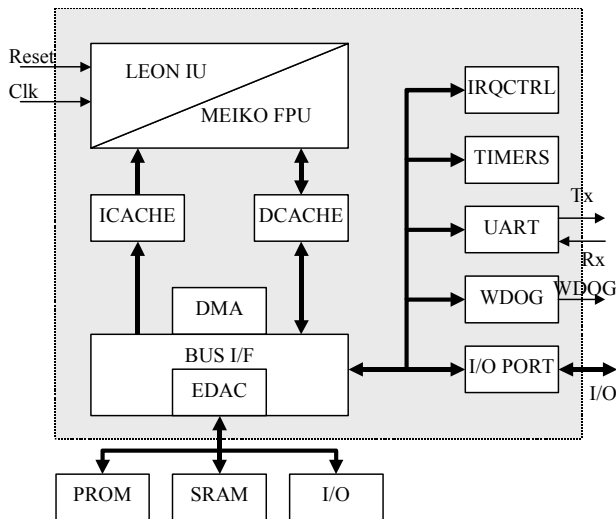 Reset
Clk
LEON IU
MEIKO FPU
ICACHE
DCACHE
DMA
BUS I/F
EDAC
IRQCTRL
TIMERS
UART
Tx
Rx
WDOG
WDOG
I/O PORT
I/O
PROM
SRAM
I/O